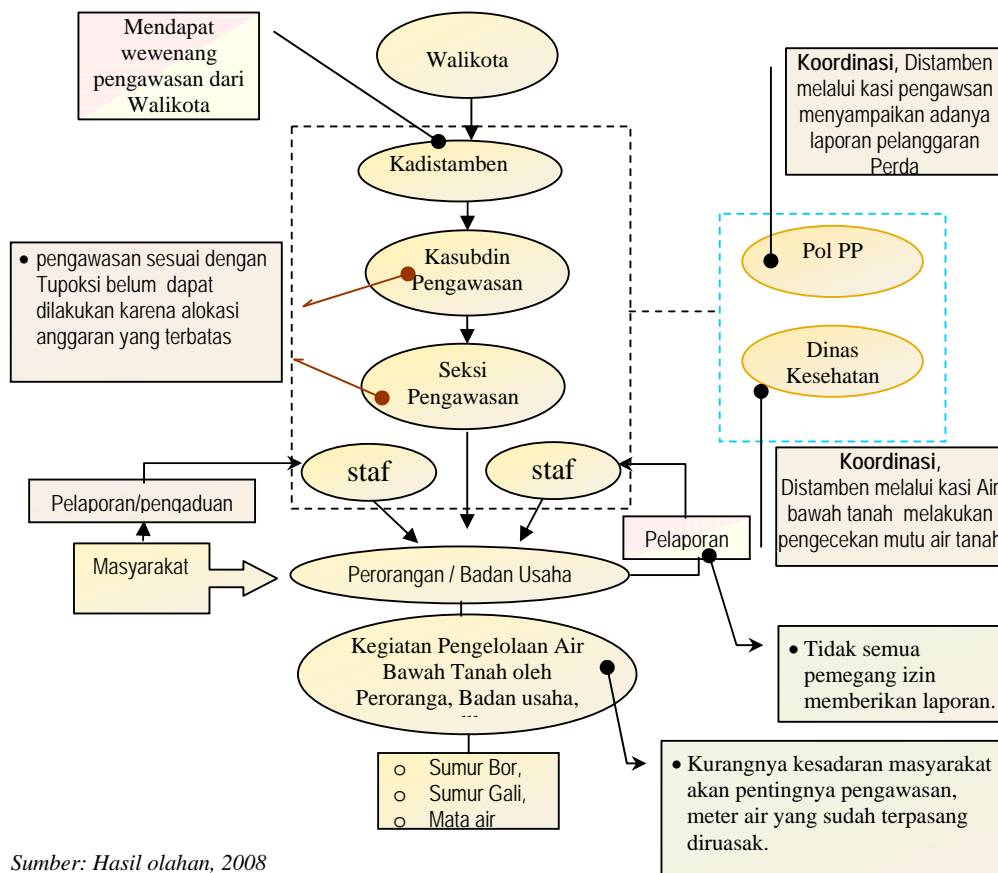 Mendapat
wewenang
pengawasan dari
Walikota
Walikota
Koordinasi, Distamben
melalui kasi pengawsan
menyampaikan adanya
laporan pelanggaran
Perda
Kadistamben
• pengawasan sesuai dengan
Tupoksi belum dapat
dilakukan karena alokasi
anggaran yang terbatas
Kasubdin
Pengawasan
Pol PP
Seksi
Pengawasan
Dinas
Kesehatan
staf
staf
Koordinasi,
Distamben melalui kasi Air
bawah tanah melakukan
pengecekan mutu air tanah
Pelaporan/pengaduan
Pelaporan
Masyarakat
Perorangan / Badan Usaha
Kegiatan Pengelolaan Air
Bawah Tanah oleh
Peroranga, Badan usaha,
• Tidak semua
pemegang izin
memberikan laporan.
o Sumur Bor,
o Sumur Gali,
o Mata air
• Kurangnya kesadaran masyarakat
akan pentingnya pengawasan,
meter air yang sudah terpasang
diruasak.
Sumber: Hasil olahan, 2008